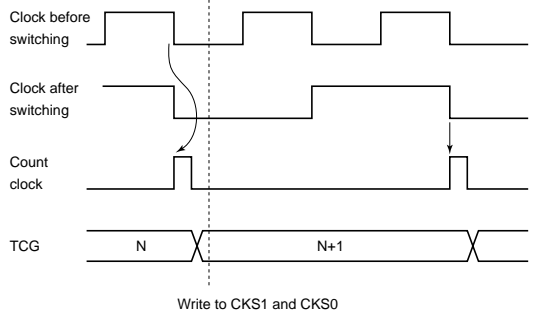 Clock before
switching
Clock after
switching
Count
clock
TCG
N
N+1
Write to CKS1 and CKS0